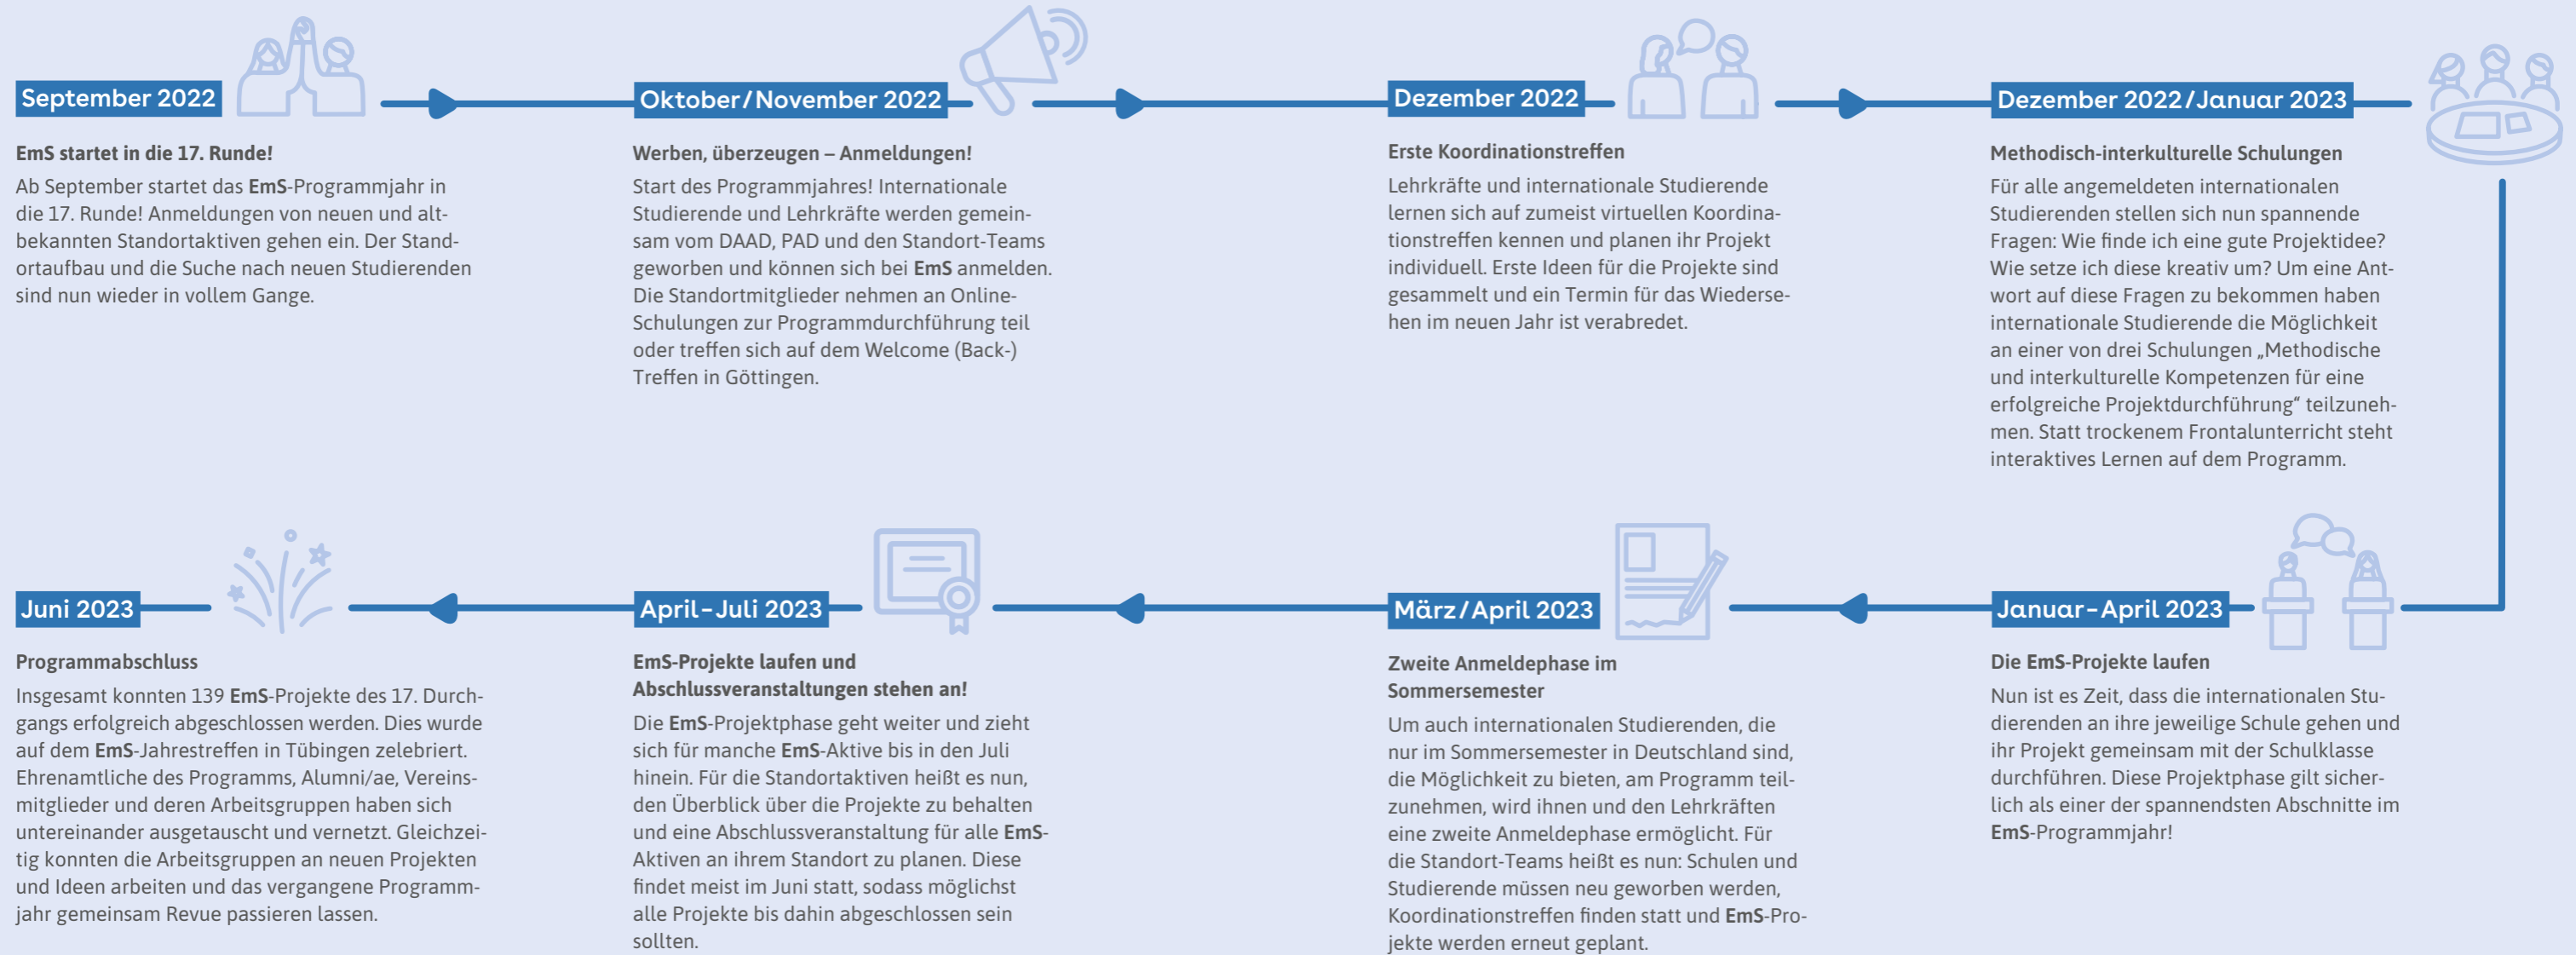 September 2022
EmS startet in die 17. Runde!
Ab September startet das EmS-Programmjahr in
die 17. Runde! Anmeldungen von neuen und alt-
bekannten Standortaktiven gehen ein. Der Stand-
ortaufbau und die Suche nach neuen Studierenden
sind nun wieder in vollem Gange.
Oktober/November 2022
Werben, überzeugen – Anmeldungen!
Start des Programmjahres! Internationale
Studierende und Lehrkräfte werden gemein-
sam vom DAAD, PAD und den Standort-Teams
geworben und können sich bei EmS anmelden.
Die Standortmitglieder nehmen an Online-
Schulungen zur Programmdurchführung teil
oder treffen sich auf dem Welcome (Back-)
Treffen in Göttingen.
Dezember 2022
Erste Koordinationstreffen
Lehrkräfte und internationale Studierende
lernen sich auf zumeist virtuellen Koordina-
tionstreffen kennen und planen ihr Projekt
individuell. Erste Ideen für die Projekte sind
gesammelt und ein Termin für das Wiederse-
hen im neuen Jahr ist verabredet.
Dezember 2022/Januar 2023
Methodisch-interkulturelle Schulungen
Für alle angemeldeten internationalen
Studierenden stellen sich nun spannende
Fragen: Wie finde ich eine gute Projektidee?
Wie setze ich diese kreativ um? Um eine Ant-
wort auf diese Fragen zu bekommen haben
internationale Studierende die Möglichkeit
an einer von drei Schulungen „Methodische
und interkulturelle Kompetenzen für eine
erfolgreiche Projektdurchführung“ teilzuneh-
men. Statt trockenem Frontalunterricht steht
interaktives Lernen auf dem Programm.
Januar–April 2023
Die EmS-Projekte laufen
Nun ist es Zeit, dass die internationalen Stu-
dierenden an ihre jeweilige Schule gehen und
ihr Projekt gemeinsam mit der Schulklasse
durchführen. Diese Projektphase gilt sicher-
lich als einer der spannendsten Abschnitte im
EmS-Programmjahr!
März/April 2023
Zweite Anmeldephase im
Sommersemester
Um auch internationalen Studierenden, die
nur im Sommersemester in Deutschland sind,
die Möglichkeit zu bieten, am Programm teil-
zunehmen, wird ihnen und den Lehrkräften
eine zweite Anmeldephase ermöglicht. Für
die Standort-Teams heißt es nun: Schulen und
Studierende müssen neu geworben werden,
Koordinationstreffen finden statt und EmS-Pro-
jekte werden erneut geplant.
April–Juli 2023
EmS-Projekte laufen und
Abschlussveranstaltungen stehen an!
Die EmS-Projektphase geht weiter und zieht
sich für manche EmS-Aktive bis in den Juli
hinein. Für die Standortaktiven heißt es nun,
den Überblick über die Projekte zu behalten
und eine Abschlussveranstaltung für alle EmS-
Aktiven an ihrem Standort zu planen. Diese
findet meist im Juni statt, sodass möglichst
alle Projekte bis dahin abgeschlossen sein
sollten.
Juni 2023
Programmabschluss
Insgesamt konnten 139 EmS-Projekte des 17. Durch-
gangs erfolgreich abgeschlossen werden. Dies wurde
auf dem EmS-Jahrestreffen in Tübingen zelebriert.
Ehrenamtliche des Programms, Alumni/ae, Vereins-
mitglieder und deren Arbeitsgruppen haben sich
untereinander ausgetauscht und vernetzt. Gleichzei-
tig konnten die Arbeitsgruppen an neuen Projekten
und Ideen arbeiten und das vergangene Programm-
jahr gemeinsam Revue passieren lassen.